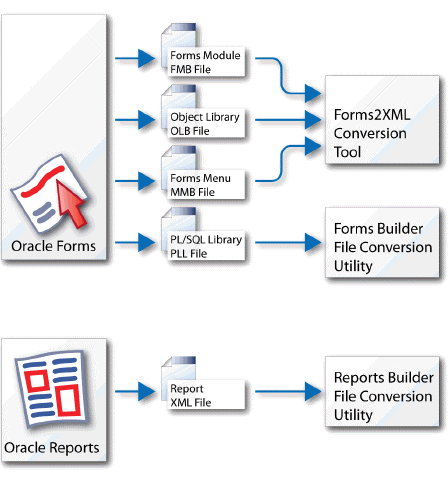 Forms Module
FMB File
Object Library
OLB File
Forms2XML
Conversion
Tool
Forms Menu
MMB File
Oracle Forms
PL/SQL Library
PLL File
Forms Builder
File Conversion
Utility
Oracle Reports
Report
XML File
Reports Builder
File Conversion
Utility